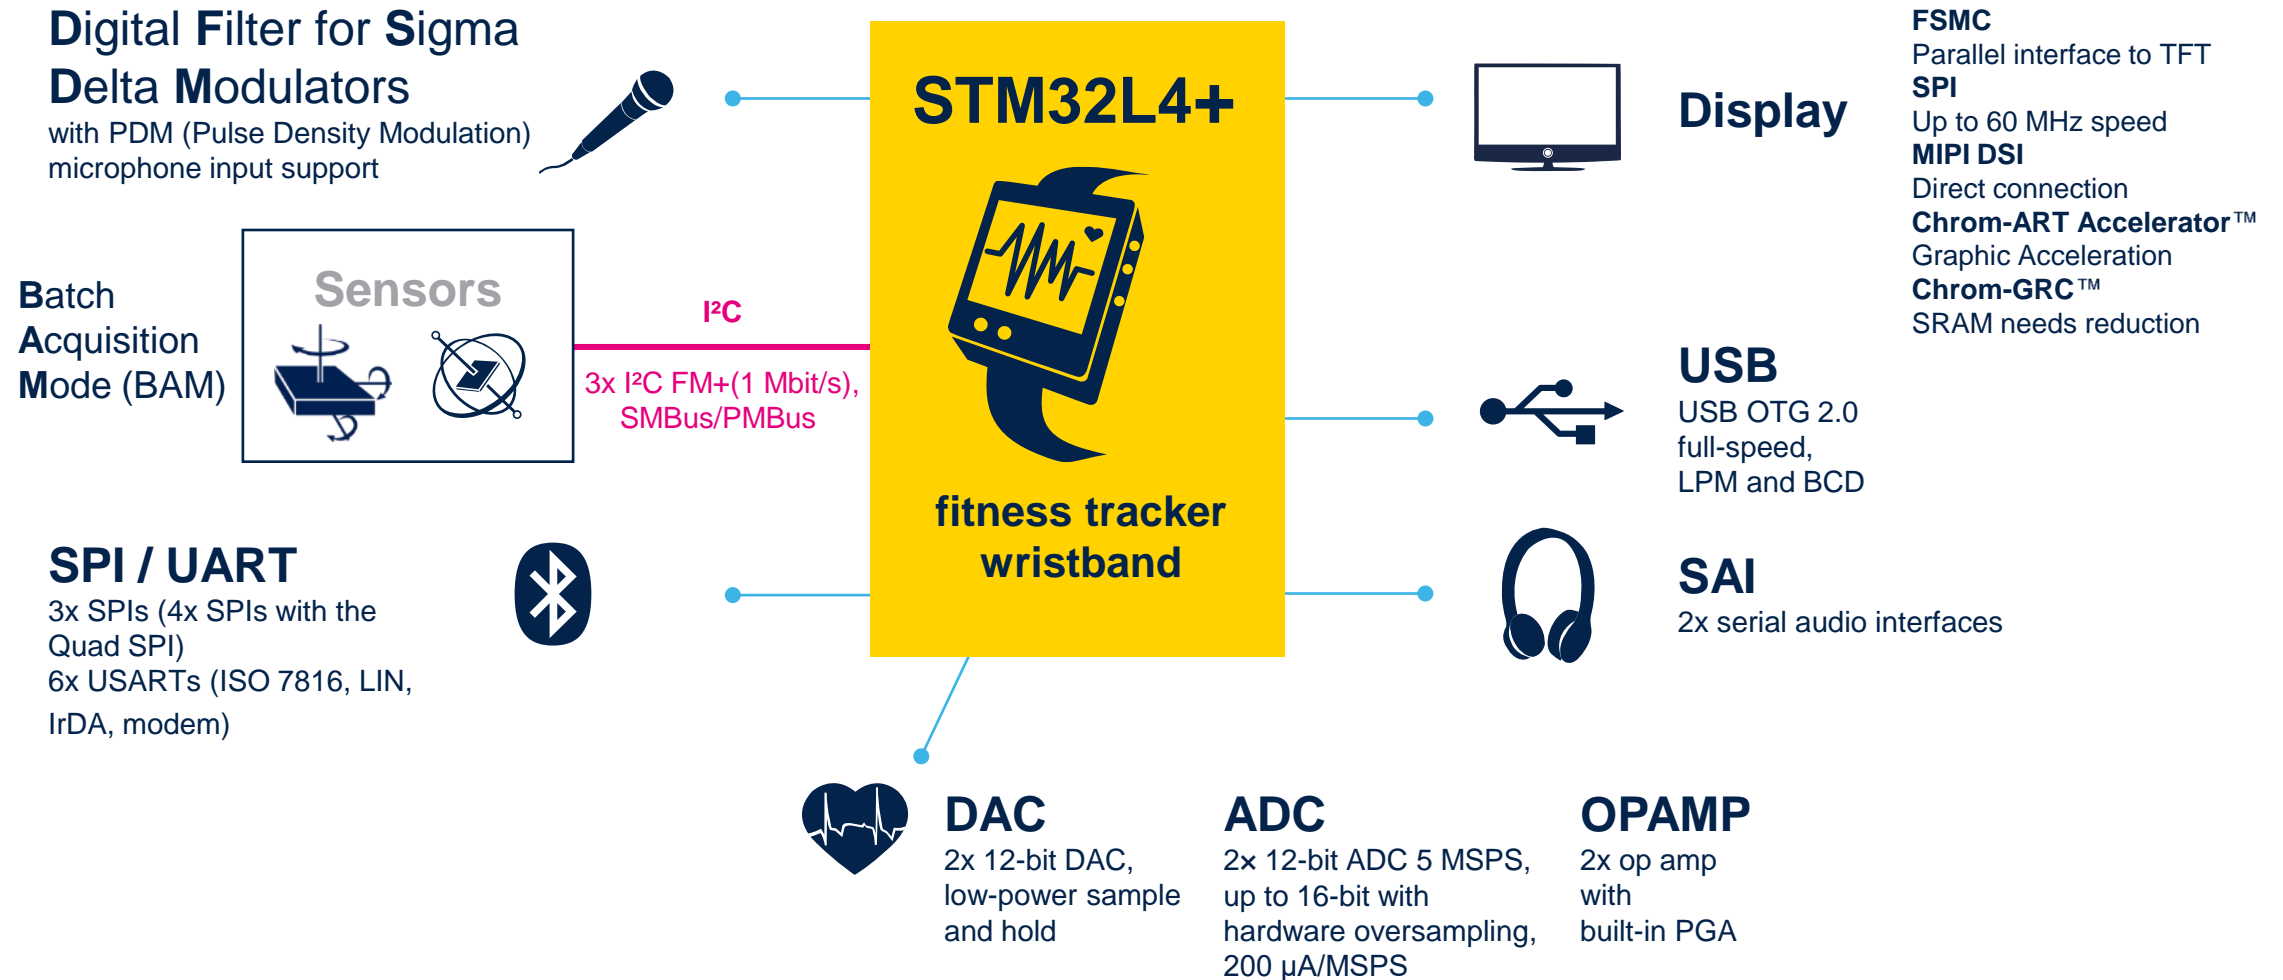 Digital Filter for Sigma
Delta Modulators
with PDM (Pulse Density Modulation)
microphone input support
Batch
Acquisition
Mode (BAM)
Sensors
I²C
3x I²C FM+(1 Mbit/s),
SMBus/PMBus
SPI / UART
3x SPIs (4x SPIs with the
Quad SPI)
6x USARTs (ISO 7816, LIN,
IrDA, modem)
STM32L4+
fitness tracker
wristband
Display
FSMC
Parallel interface to TFT
SPI
Up to 60 MHz speed
MIPI DSI
Direct connection
Chrom-ART Accelerator™
Graphic Acceleration
Chrom-GRC™
SRAM needs reduction
USB
USB OTG 2.0
full-speed,
LPM and BCD
SAI
2x serial audio interfaces
DAC
2x 12-bit DAC,
low-power sample
and hold
ADC
2× 12-bit ADC 5 MSPS,
up to 16-bit with
hardware oversampling,
200 µA/MSPS
OPAMP
2x op amp
with
built-in PGA